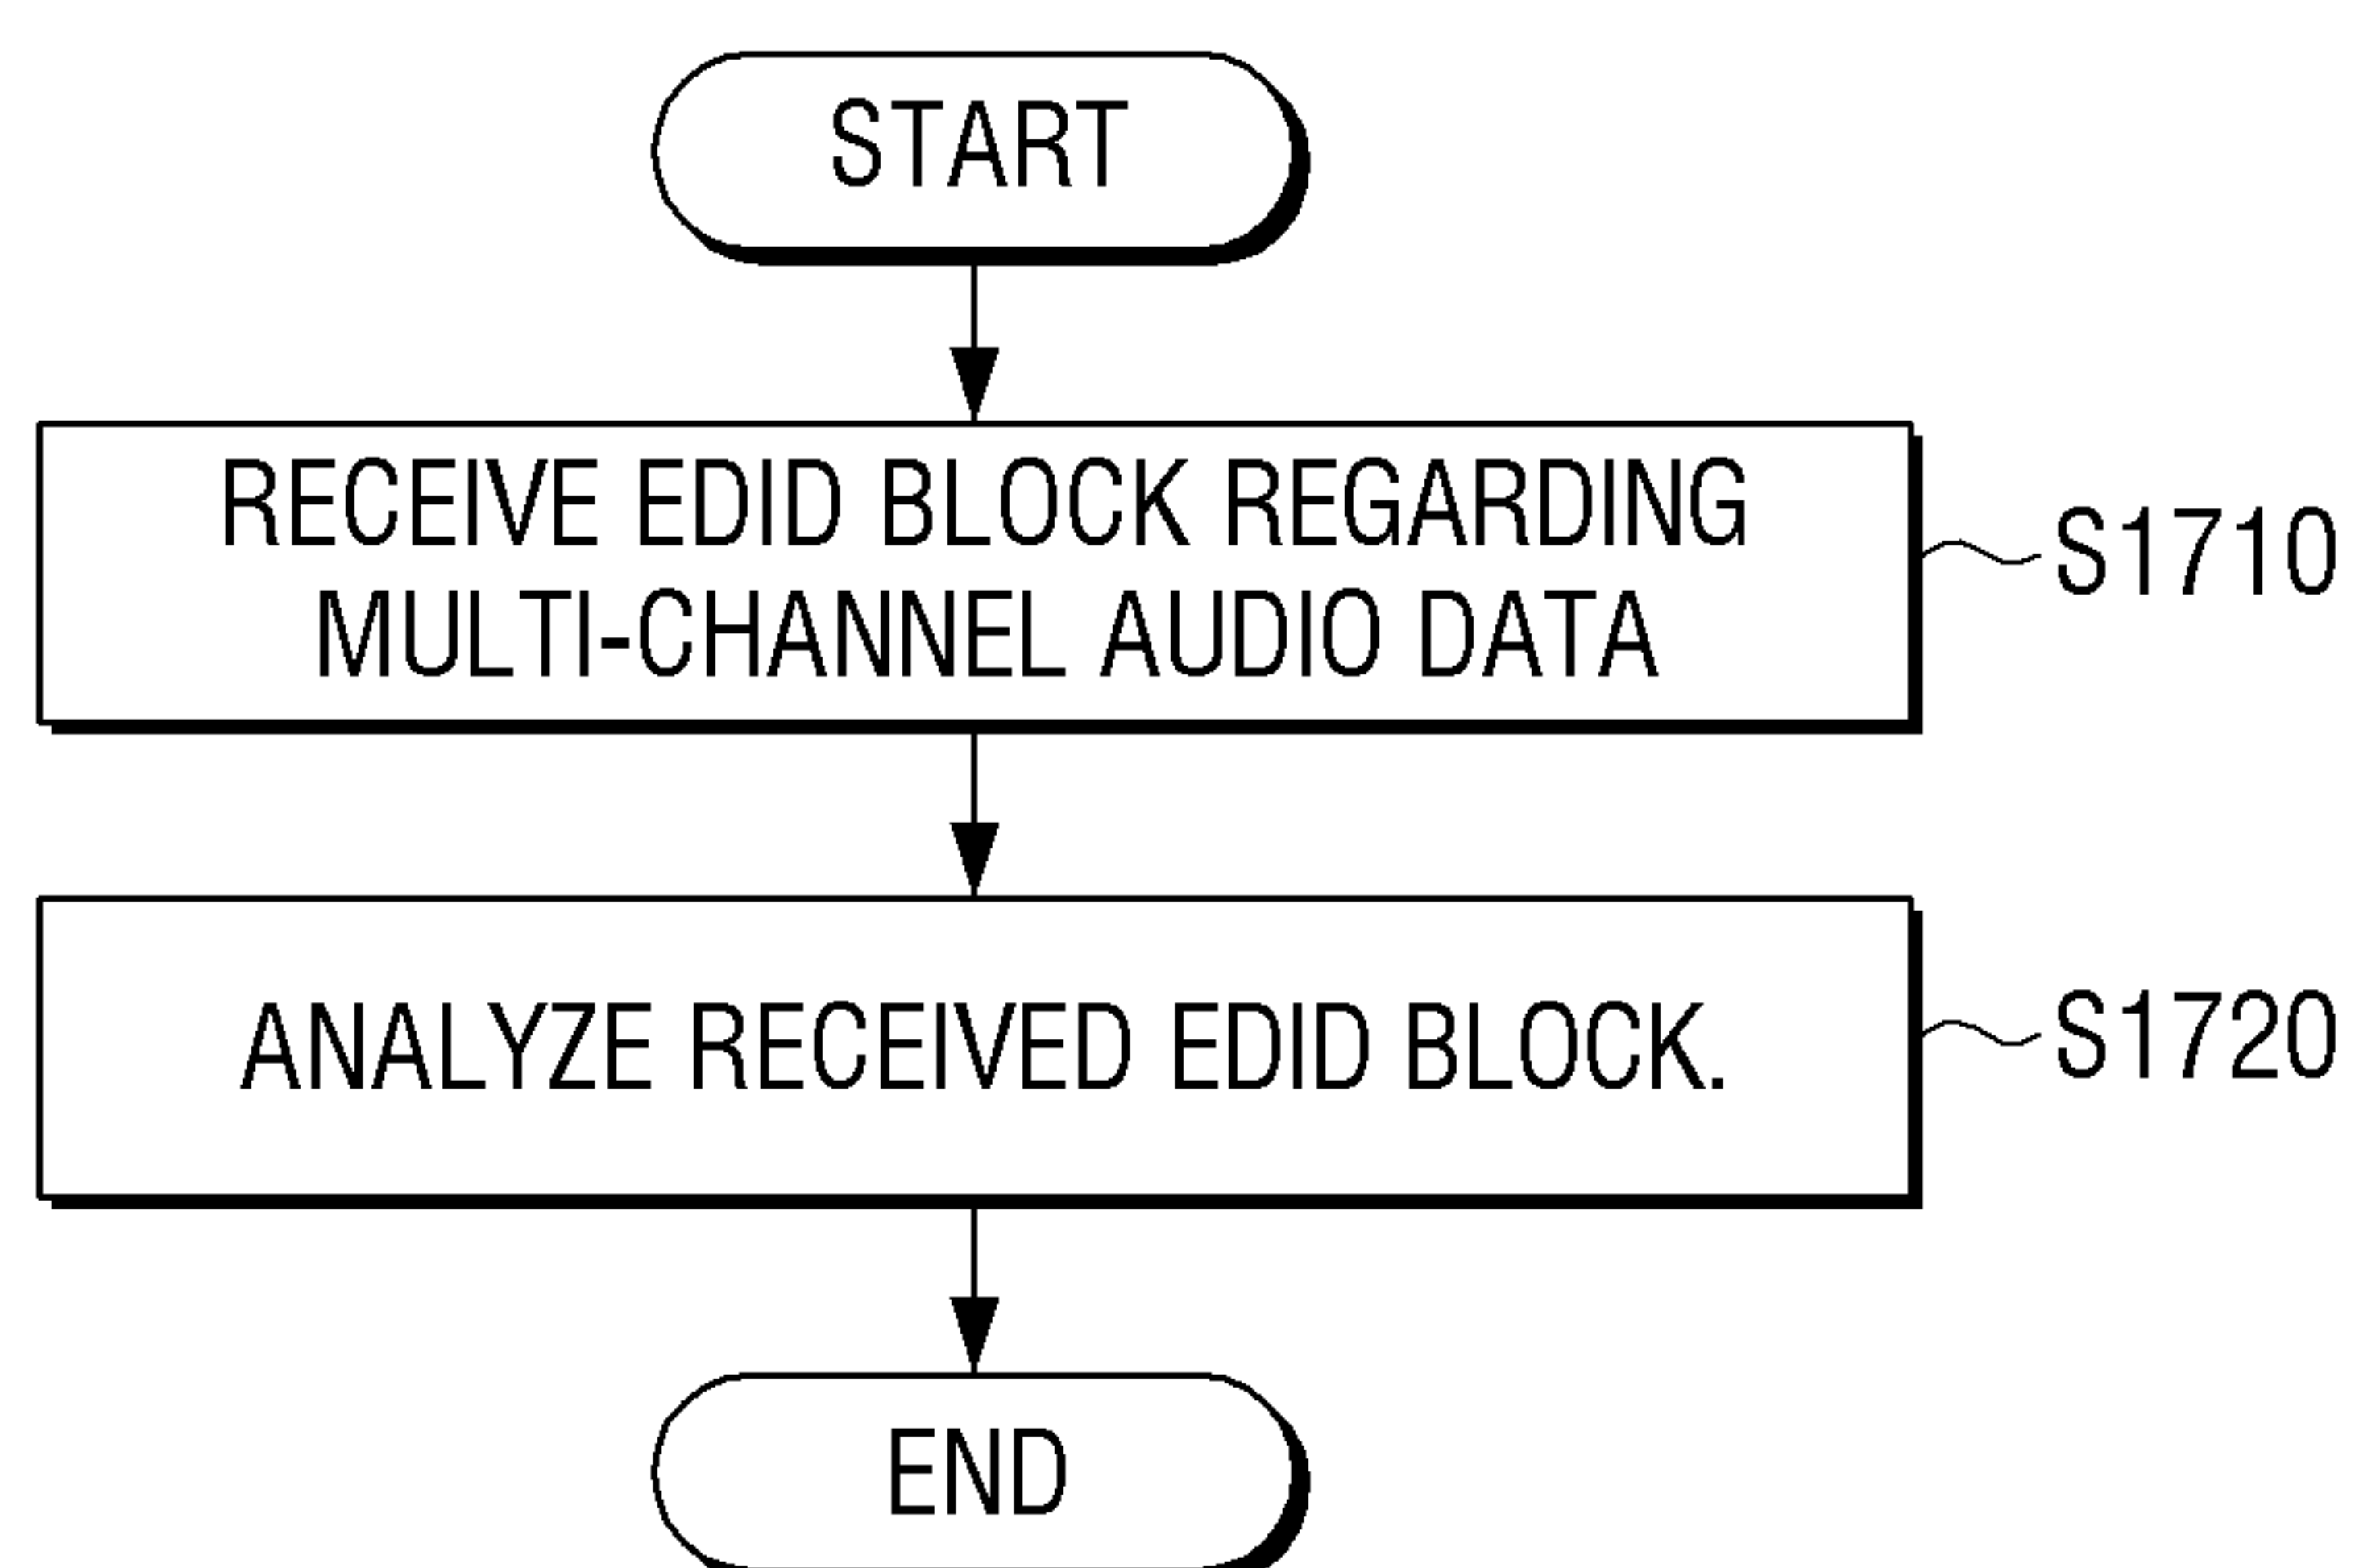 START
RECEIVE EDID BLOCK REGARDING
MULTI-CHANNEL AUDIO DATA
S1710
ANALYZE RECEIVED EDID BLOCK.
S1720
END